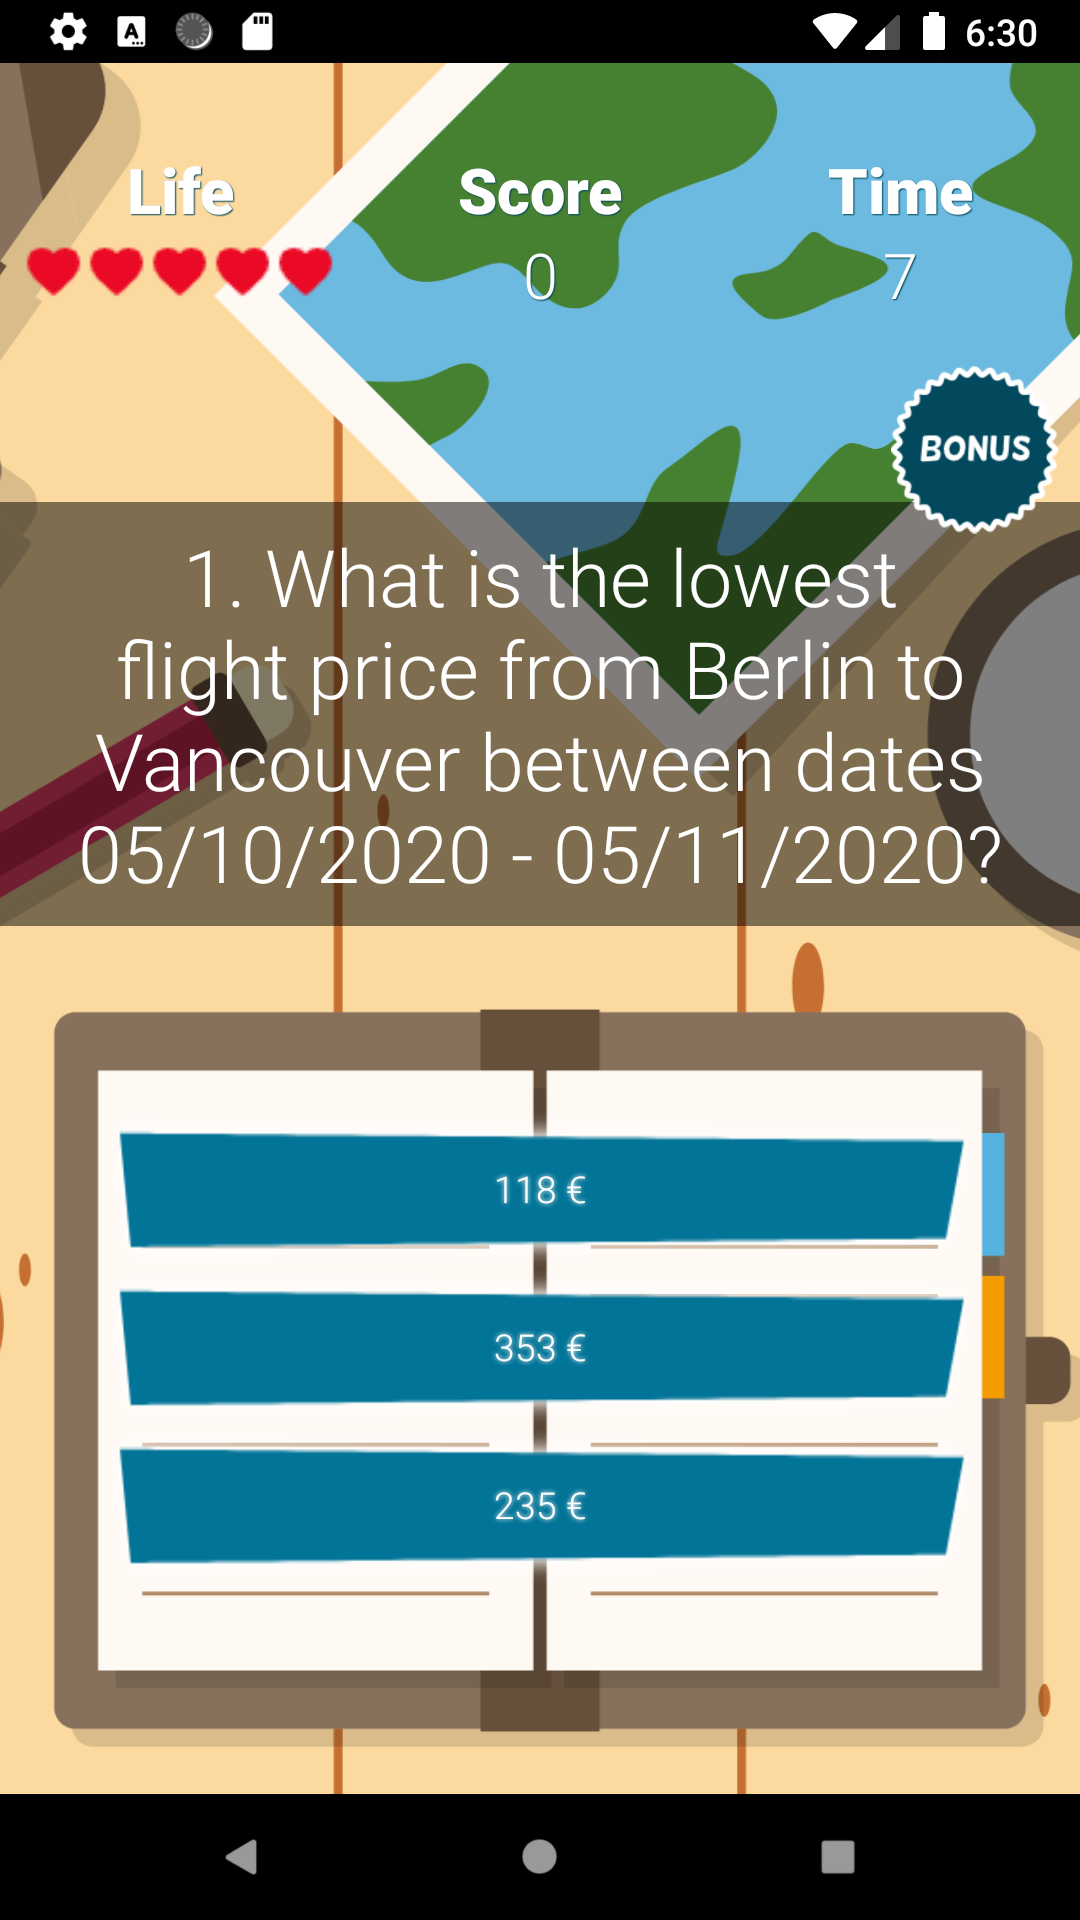 6:30
A
Life
Score
Time
0
7
BONUS
1. What is the lowest
flight price from Berlin to
Vancouver between dates
05/10/2020 - 05/11/2020?
118 €
353 €
235 €